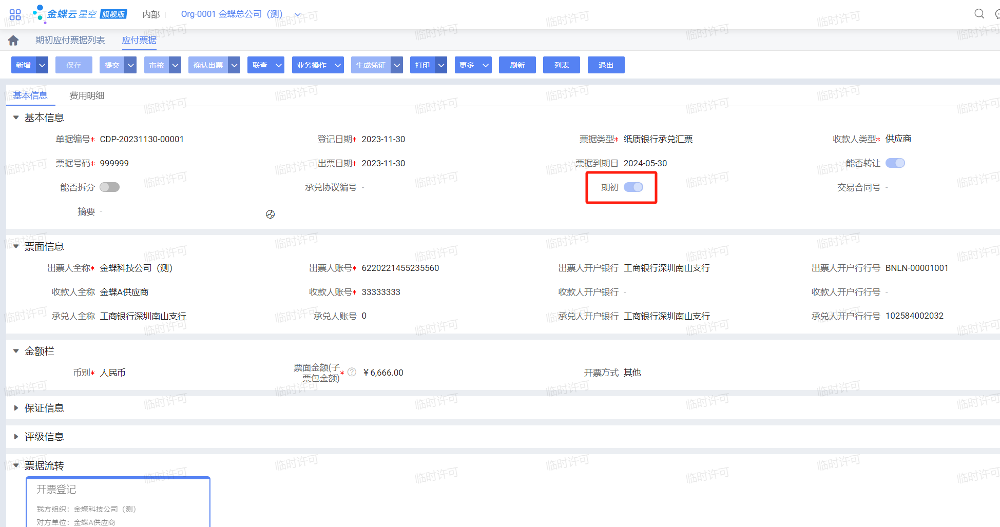 金蝶云 星空 旗舰版 内部 Org-0001 金蝶总公司（测）
期初应付票据列表 应付票据
新增 保存 提交 审核 确认出票 联查 业务操作 生成凭证 打印 更多 刷新 列表 退出
基本信息 费用明细
基本信息
单据编号* CDP-20231130-00001 登记日期* 2023-11-30 票据类型* 纸质银行承兑汇票 收款人类型* 供应商
票据号码* 999999 出票日期* 2023-11-30 票据到期日 2024-05-30 能否转让
能否拆分 承兑协议编号 - 期初 交易合同号 -
摘要 -
票面信息
出票人全称* 金蝶科技公司（测） 出票人账号* 6220221455235560 出票人开户银行 工商银行深圳南山支行 出票人开户行行号 BNLN-00001001
收款人全称 金蝶A供应商 收款人账号* 33333333 收款人开户银行 - 收款人开户行行号 -
承兑人全称 工商银行深圳南山支行 承兑人账号 0 承兑人开户银行 工商银行深圳南山支行 承兑人开户行行号 102584002032
金额栏
币别* 人民币 票面金额(子票包金额)* ? ￥6,666.00 开票方式 其他
保证信息
评级信息
票据流转
开票登记
我方组织：金蝶科技公司（测）
对方单位：金蝶A供应商
临时许可